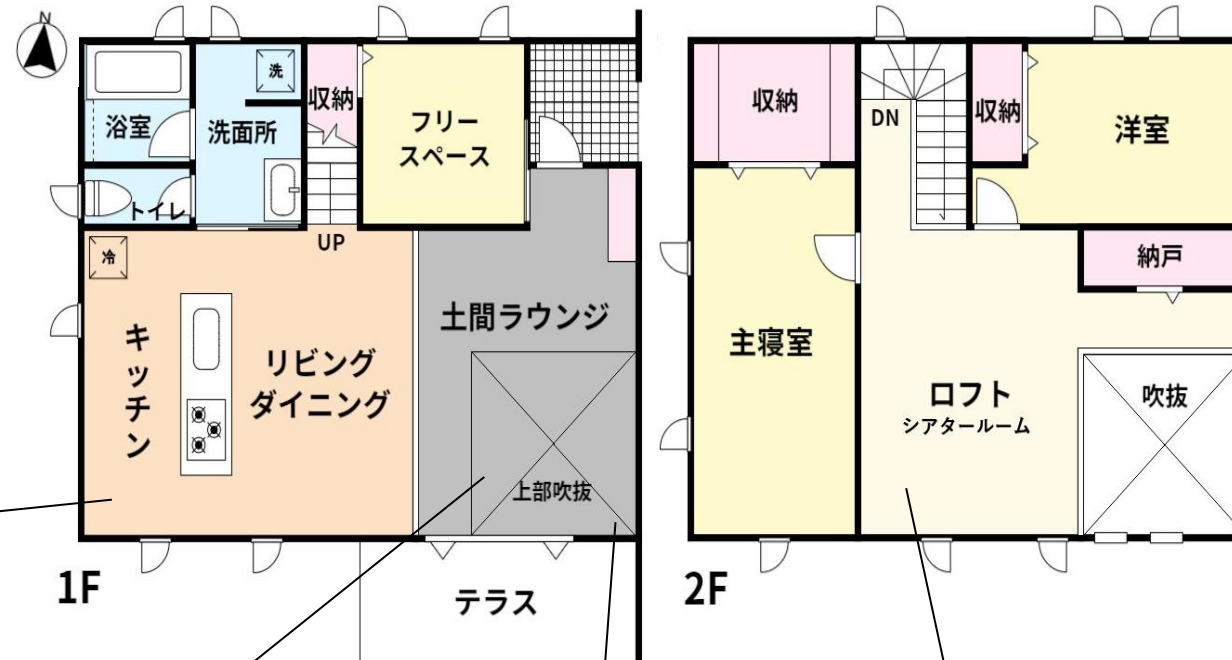 N
洗
収納
浴室
洗面所
フリー
スペース
トイレ
冷
UP
キッチン
リビング
ダイニング
土間ラウンジ
上部吹抜
1F
テラス
収納
DN
収納
洋室
納戸
主寝室
ロフト
シアタールーム
吹抜
2F